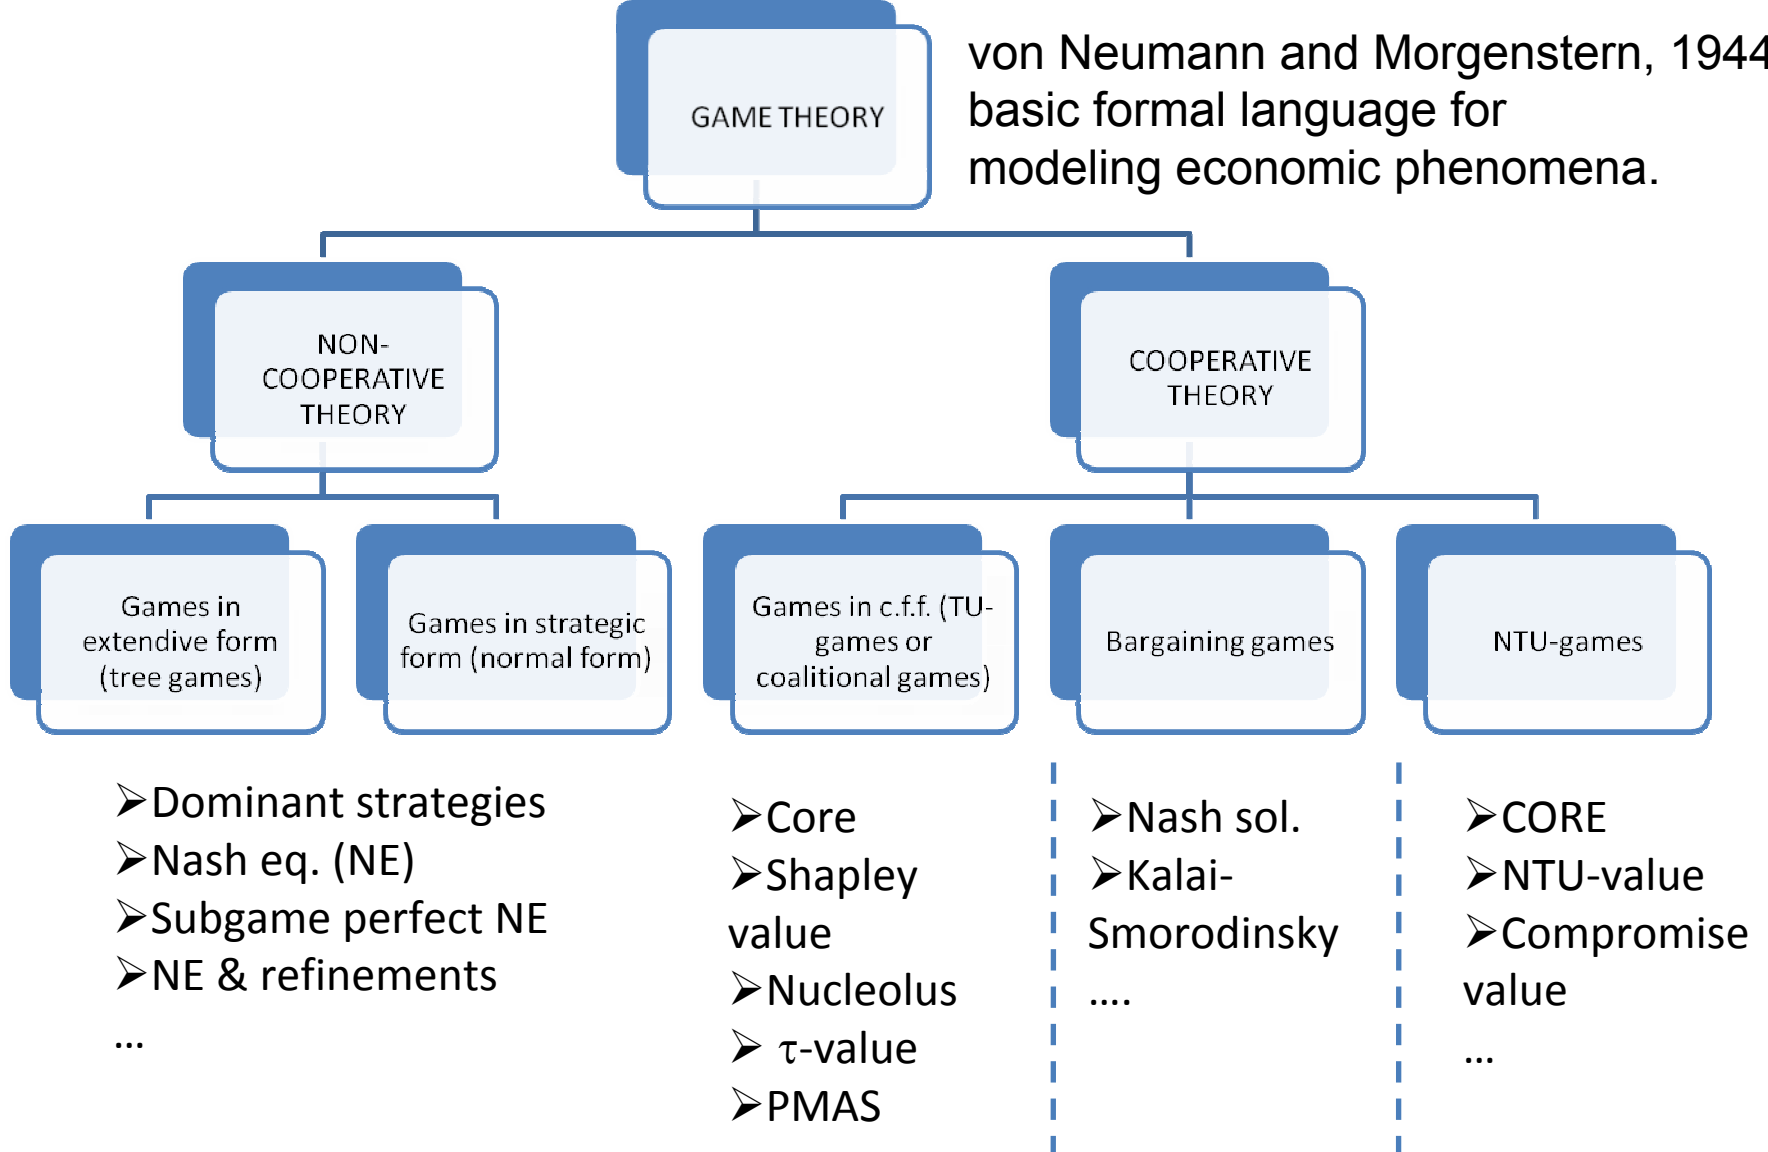 GAME THEORY
von Neumann and Morgenstern, 1944
basic formal language for
modeling economic phenomena.
NON-
COOPERATIVE
THEORY
COOPERATIVE
THEORY
Games in
extendive form
(tree games)
Games in strategic
form (normal form)
Games in c.f.f. (TU-
games or
coalitional games)
Bargaining games
NTU-games
➢Dominant strategies
➢Nash eq. (NE)
➢Subgame perfect NE
➢NE & refinements
...
➢Core
➢Shapley
value
➢Nucleolus
➢ τ-value
➢PMAS
➢Nash sol.
➢Kalai-
Smorodinsky
....
➢CORE
➢NTU-value
➢Compromise
value
...